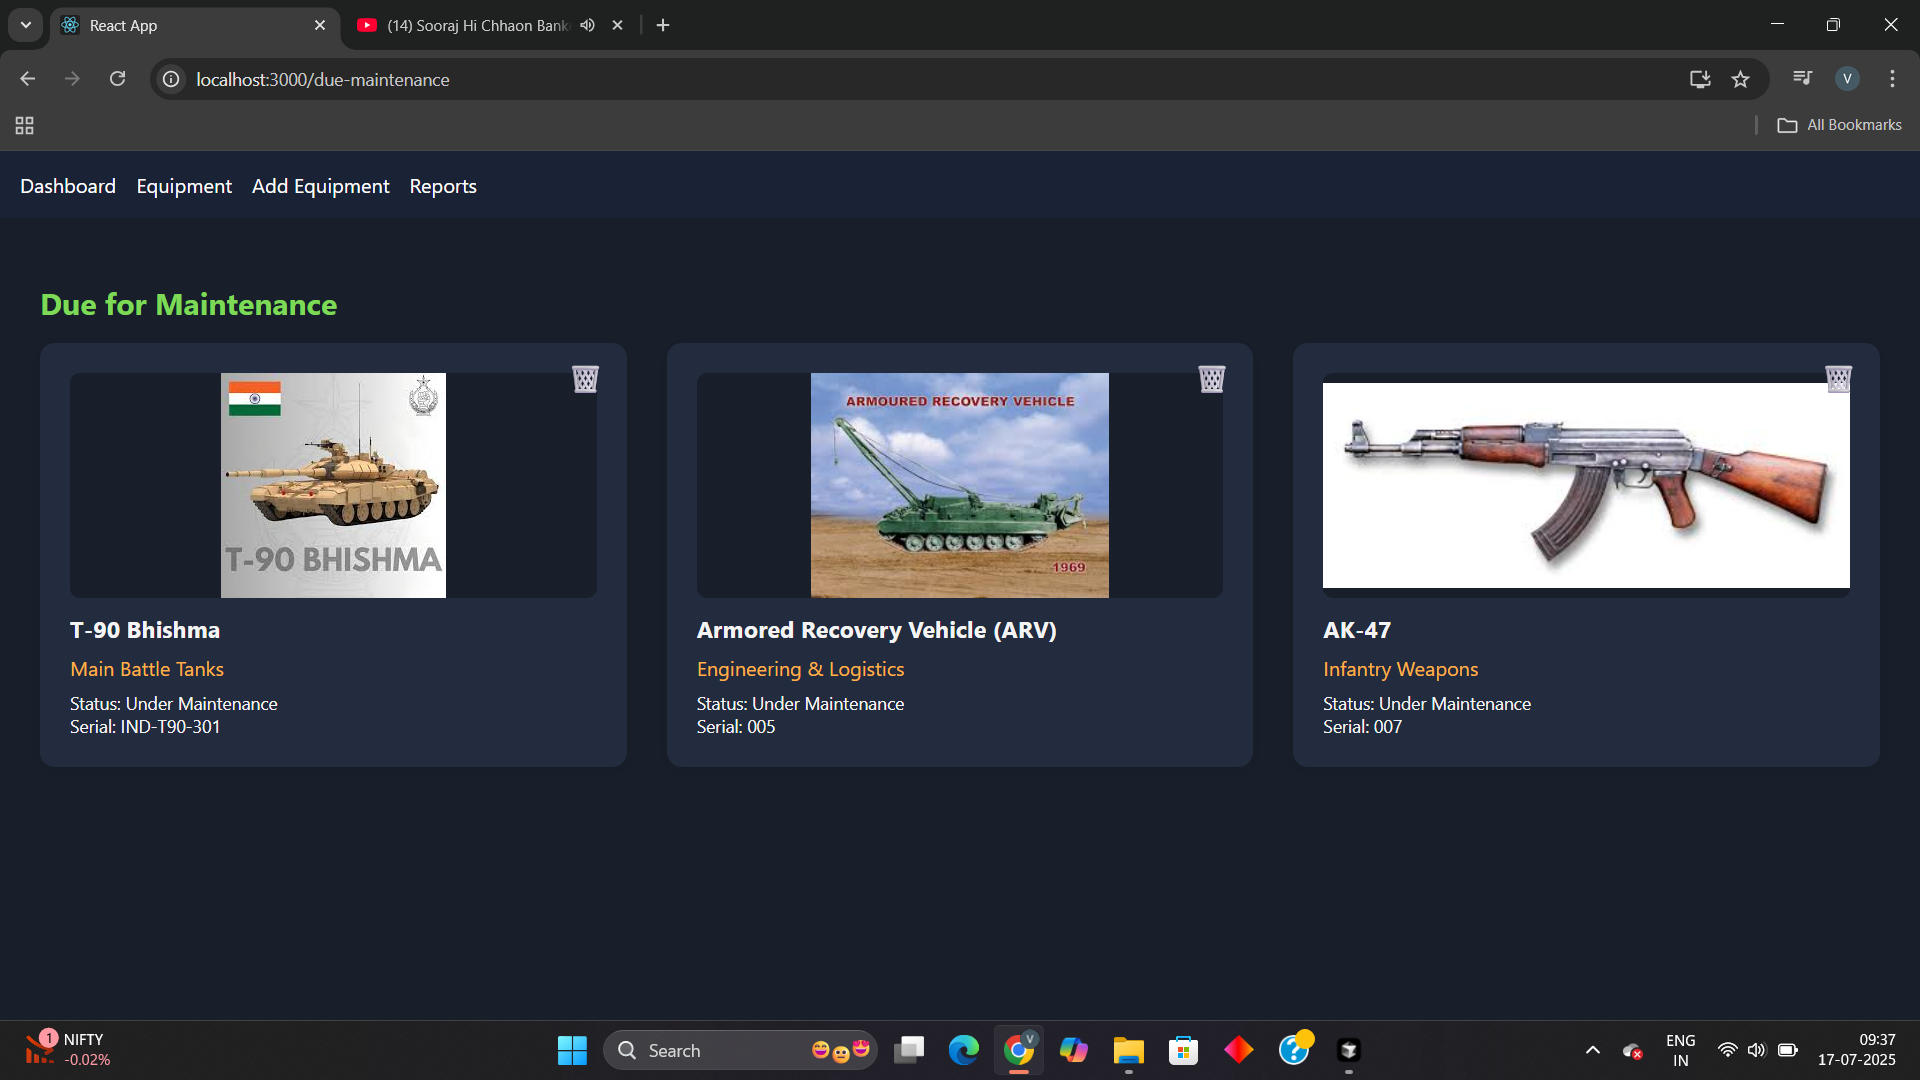 React App
(14) Sooraj Hi Chhaon Bank
localhost:3000/due-maintenance
V
All Bookmarks
Dashboard Equipment Add Equipment Reports
Due for Maintenance
T-90 BHISHMA
T-90 Bhishma
Main Battle Tanks
Status: Under Maintenance
Serial: IND-T90-301
ARMOURED RECOVERY VEHICLE
1969
Armored Recovery Vehicle (ARV)
Engineering & Logistics
Status: Under Maintenance
Serial: 005
AK-47
Infantry Weapons
Status: Under Maintenance
Serial: 007
1
NIFTY
-0.02%
Search
V
ENG
IN
09:37
17-07-2025